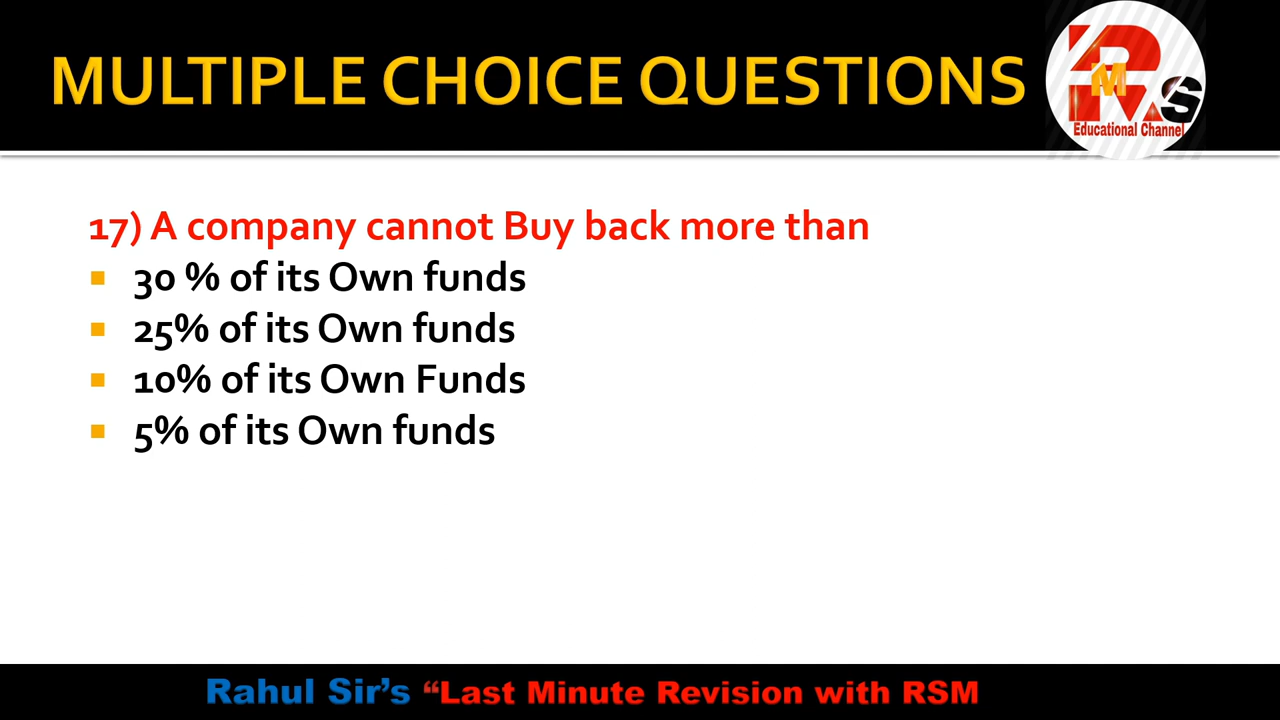 MULTIPLE CHOICE QUESTIONS
RMS
Educational Channel
17) A company cannot Buy back more than
30 % of its Own funds
25% of its Own funds
10% of its Own Funds
5% of its Own funds
Rahul Sir's “Last Minute Revision with RSM